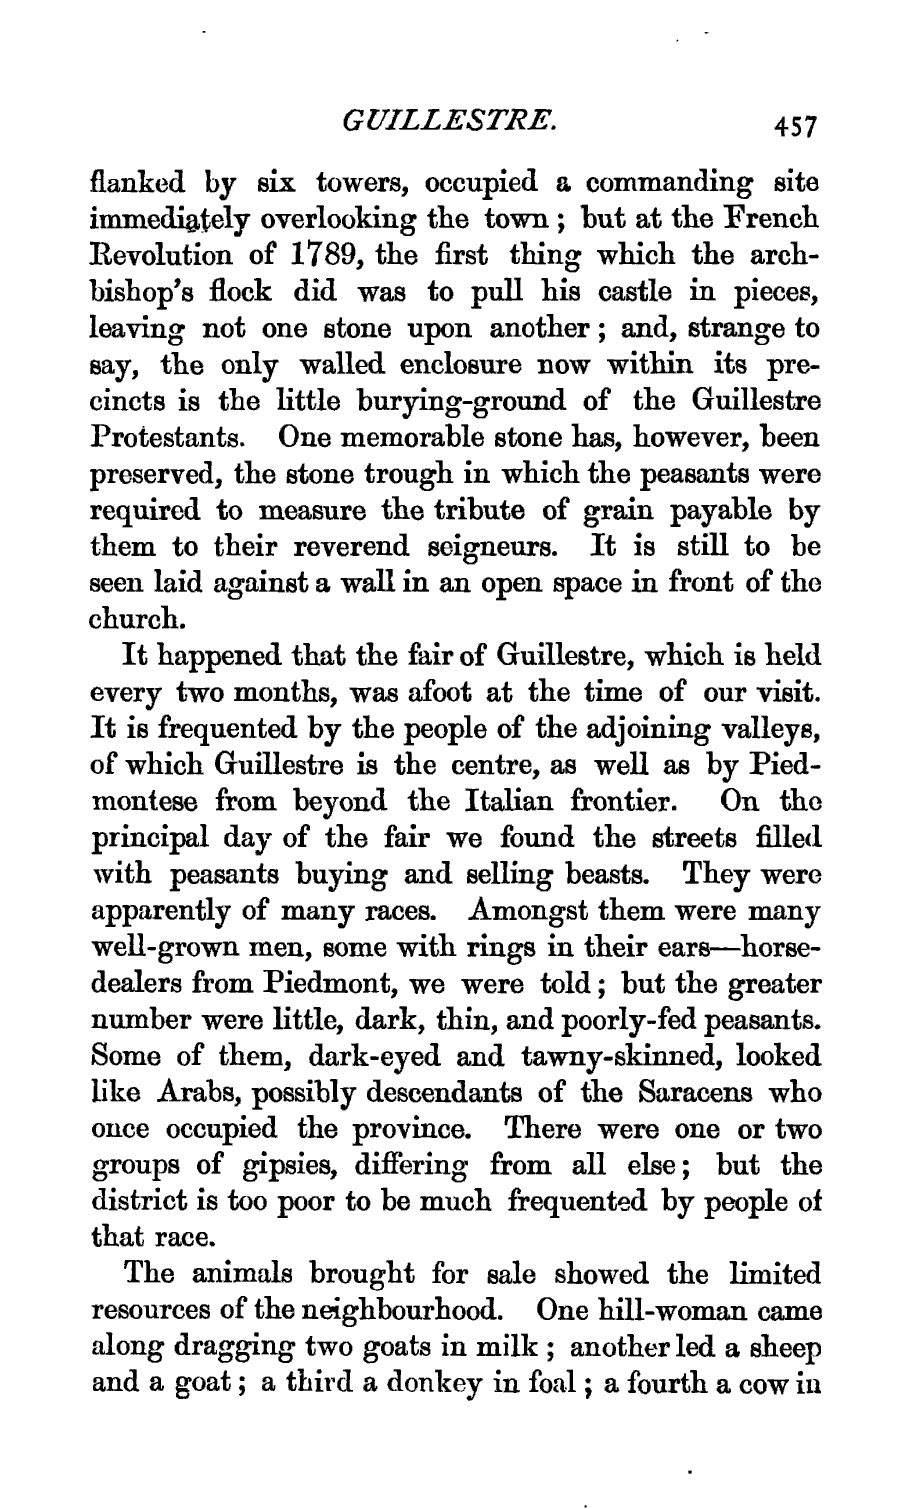 GUILLESTRE. 457
flanked by six towers, occupied a commanding site
immediately overlooking the town ; but at the French
Revolution of 1789, the first thing which the arch-
bishop's flock did was to pull his castle in pieces,
leaving not one stone upon another ; and, strange to
say, the only walled enclosure now within its pre-
cincts is the little burying-ground of the Guillestre
Protestants. One memorable stone has, however, been
preserved, the stone trough in which the peasants were
required to measure the tribute of grain payable by
them to their reverend seigneurs. It is still to be
seen laid against a wall in an open space in front of the
church.
It happened that the fair of Guillestre, which is held
every two months, was afoot at the time of our visit.
It is frequented by the people of the adjoining valleys,
of which Guillestre is the centre, as well as by Pied-
montese from beyond the Italian frontier. On the
principal day of the fair we found the streets filled
with peasants buying and selling beasts. They were
apparently of many races. Amongst them were many
well-grown men, some with rings in their ears—horse-
dealers from Piedmont, we were told ; but the greater
number were little, dark, thin, and poorly-fed peasants.
Some of them, dark-eyed and tawny-skinned, looked
like Arabs, possibly descendants of the Saracens who
once occupied the province. There were one or two
groups of gipsies, differing from all else ; but the
district is too poor to be much frequented by people of
that race.
The animals brought for sale showed the limited
resources of the neighbourhood. One hill-woman came
along dragging two goats in milk ; another led a sheep
and a goat ; a third a donkey in foal ; a fourth a cow in